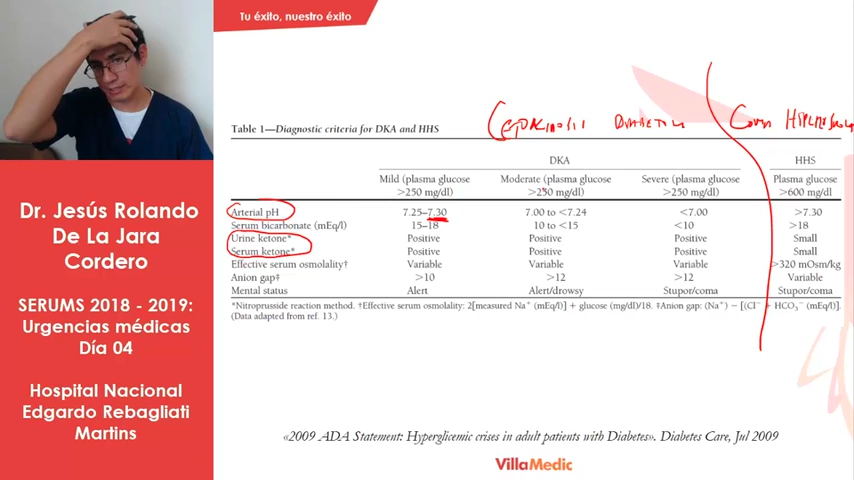 Tu éxito, nuestro éxito
Cetoacidosis Diabetica Coma Hiperosmolar
Table 1—Diagnostic criteria for DKA and HHS
DKA HHS
Mild (plasma glucose Moderate (plasma glucose Severe (plasma glucose Plasma glucose
>250 mg/dl) >250 mg/dl) >250 mg/dl) >600 mg/dl
Arterial pH 7.25–7.30 7.00 to <7.24 <7.00 >7.30
Serum bicarbonate (mEq/l) 15–18 10 to <15 <10 >18
Urine ketone* Positive Positive Positive Small
Serum ketone* Positive Positive Positive Small
Effective serum osmolality† Variable Variable Variable >320 mOsm/kg
Anion gap‡ >10 >12 >12 Variable
Mental status Alert Alert/drowsy Stupor/coma Stupor/coma
*Nitroprusside reaction method. †Effective serum osmolality: 2[measured Na⁺ (mEq/l)] + glucose (mg/dl)/18. ‡Anion gap: (Na⁺) − [(Cl⁻ + HCO₃⁻ (mEq/l)].
(Data adapted from ref. 13.)
Dr. Jesús Rolando
De La Jara
Cordero
SERUMS 2018 - 2019:
Urgencias médicas
Día 04
Hospital Nacional
Edgardo Rebagliati
Martins
«2009 ADA Statement: Hyperglicemic crises in adult patients with Diabetes». Diabetes Care, Jul 2009
VillaMedic